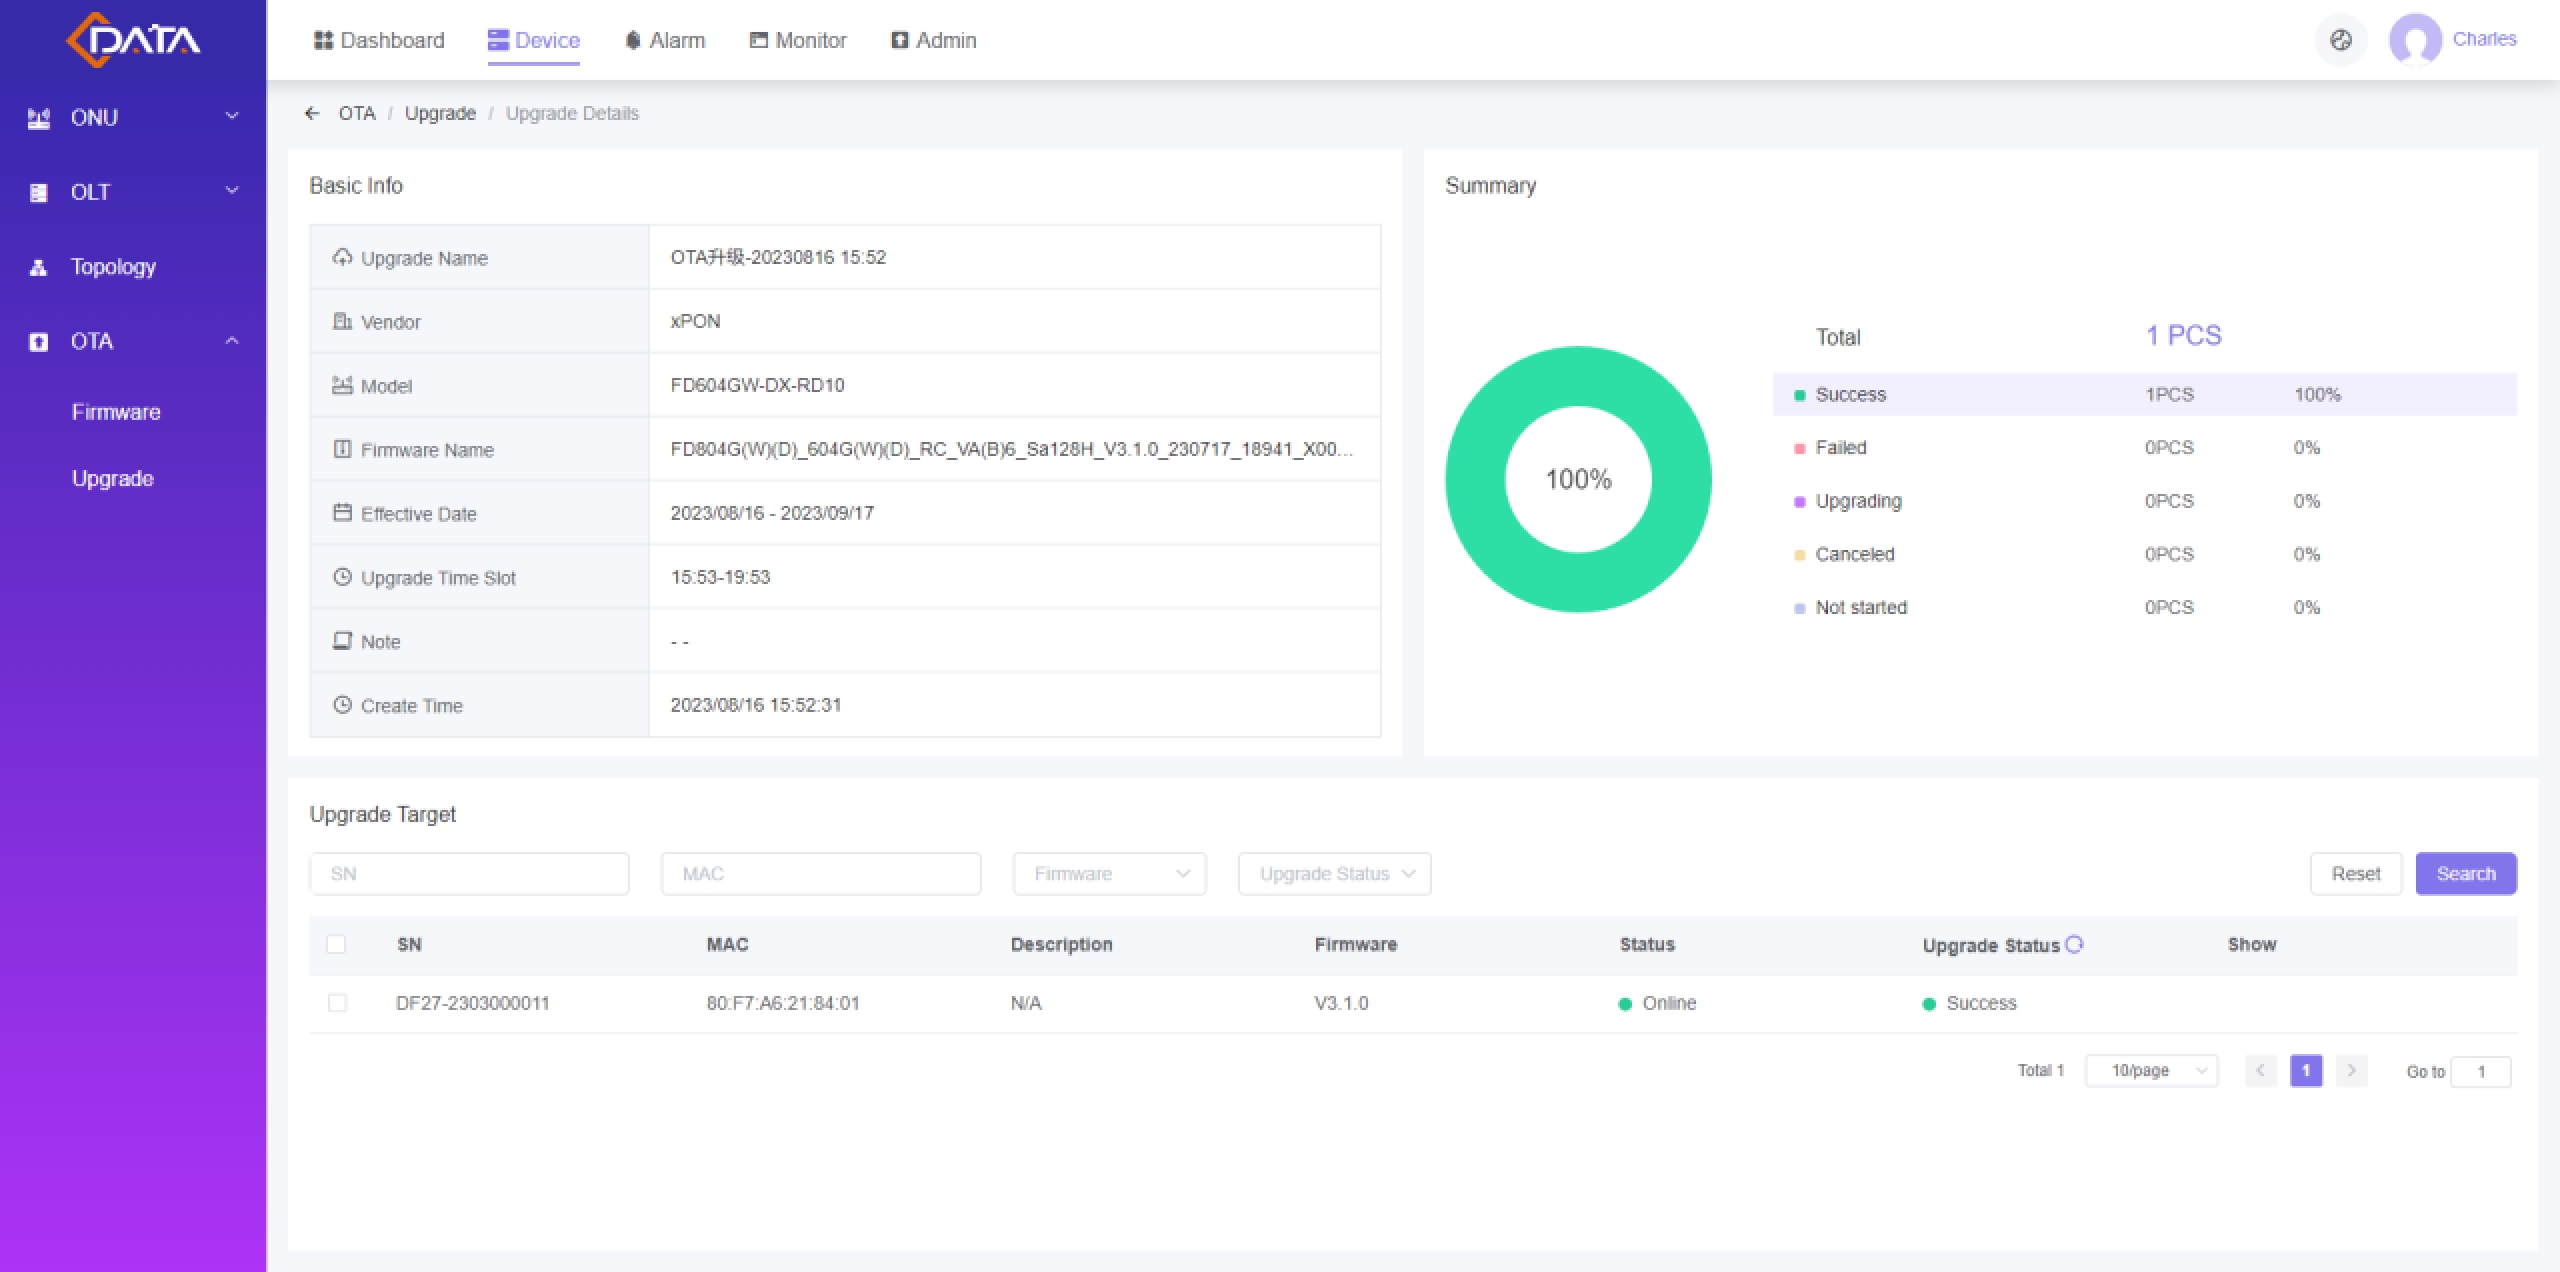 DATA
Dashboard Device Alarm Monitor Admin
Charles
ONU
OLT
Topology
OTA
Firmware
Upgrade
OTA / Upgrade / Upgrade Details
Basic Info
Upgrade Name OTA升级-20230816 15:52
Vendor xPON
Model FD604GW-DX-RD10
Firmware Name FD804G(W)(D)_604G(W)(D)_RC_VA(B)6_Sa128H_V3.1.0_230717_18941_X00...
Effective Date 2023/08/16 - 2023/09/17
Upgrade Time Slot 15:53-19:53
Note - -
Create Time 2023/08/16 15:52:31
Summary
100%
Total 1 PCS
Success 1PCS 100%
Failed 0PCS 0%
Upgrading 0PCS 0%
Canceled 0PCS 0%
Not started 0PCS 0%
Upgrade Target
SN MAC Firmware Upgrade Status Reset Search
SN MAC Description Firmware Status Upgrade Status Show
DF27-2303000011 80:F7:A6:21:84:01 N/A V3.1.0 Online Success
Total 1 10/page 1 Go to 1